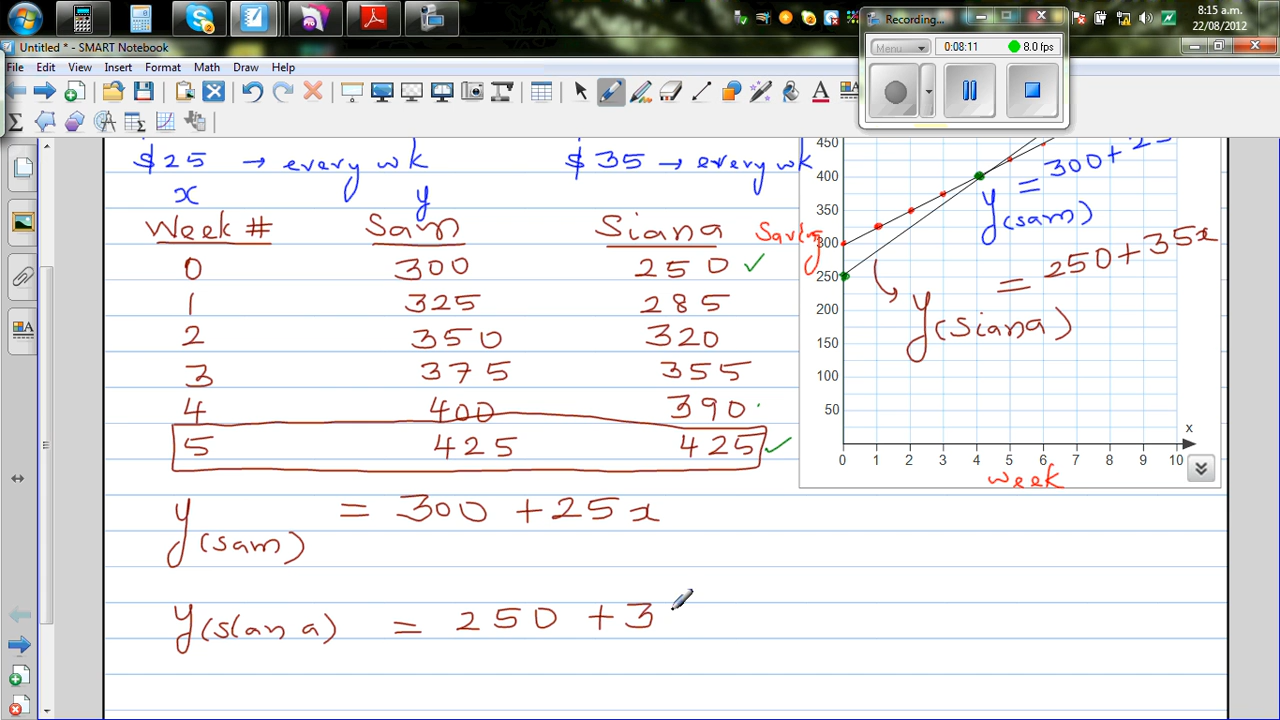 8:15 a.m.
22/08/2012
Recording...
Untitled * - SMART Notebook
Menu
0:08:11
8.0 fps
File Edit View Insert Format Math Draw Help
$25 → every wk
$35 → every wk
x
y
Week #
Sam
Siana
Saving
0 300 250 ✓
1 325 285
2 350 320
3 375 355
4 400 390
5 425 425 ✓
y(sam) = 300 + 25x
y(siana) = 250 + 3
450
400
350
300
250
200
150
100
50
0 1 2 3 4 5 6 7 8 9 10
x
week
y(sam) = 300 + 25
y(siana) = 250 + 35x